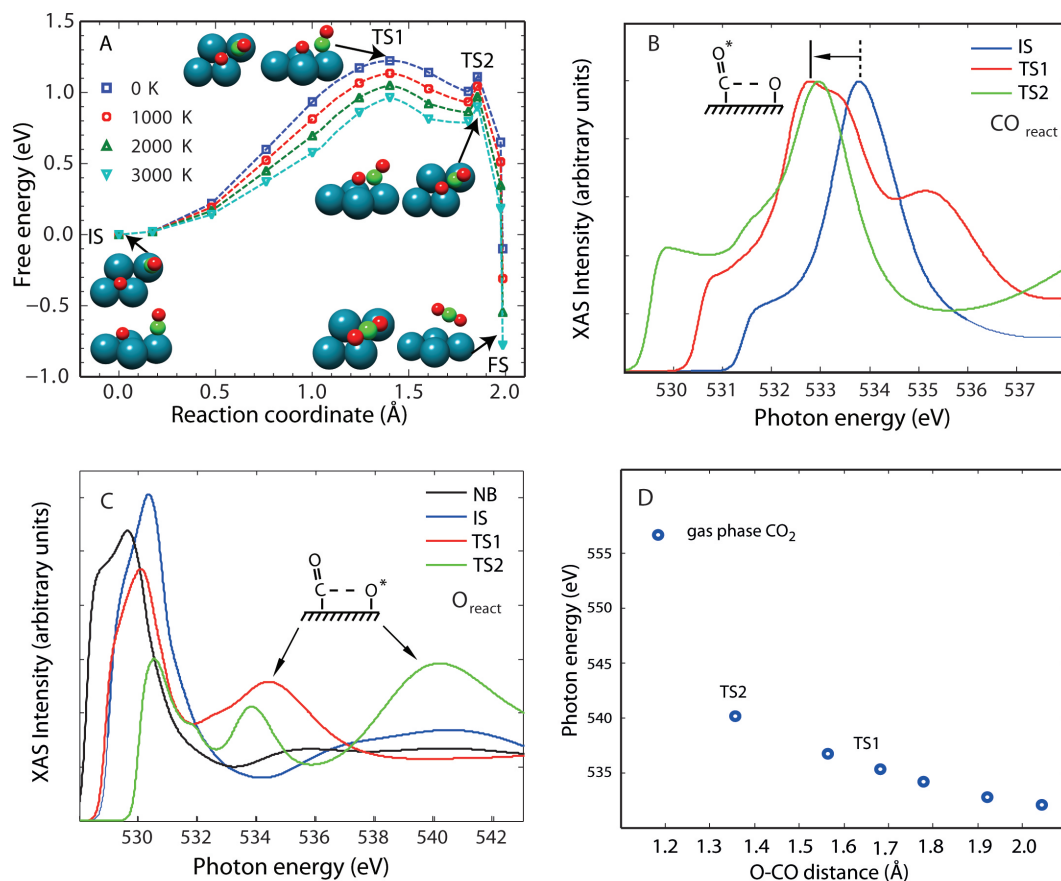 A
1.5
1.0
0.5
0.0
−0.5
−1.0
Free energy (eV)
0 K
1000 K
2000 K
3000 K
TS1
TS2
IS
FS
0.0
0.5
1.0
1.5
2.0
Reaction coordinate (Å)
B
O*
C
O
IS
TS1
TS2
CO react
XAS Intensity (arbitrary units)
530
531
532
533
534
535
536
537
Photon energy (eV)
C
NB
IS
TS1
TS2
O react
O
C
O*
XAS Intensity (arbitrary units)
530
532
534
536
538
540
542
Photon energy (eV)
D
gas phase CO₂
TS2
TS1
555
550
545
540
535
Photon energy (eV)
1.2
1.3
1.4
1.5
1.6
1.7
1.8
1.9
2.0
O-CO distance (Å)